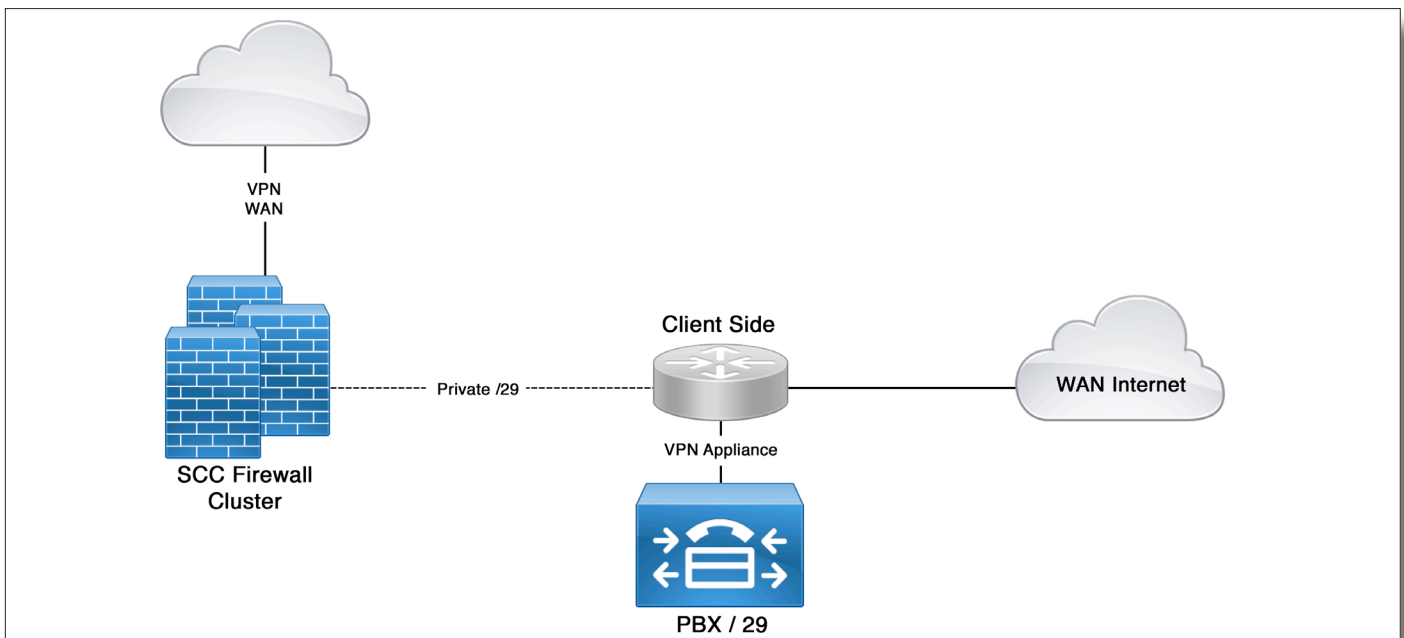 VPN
WAN
Client Side
WAN Internet
Private /29
VPN Appliance
SCC Firewall
Cluster
PBX / 29